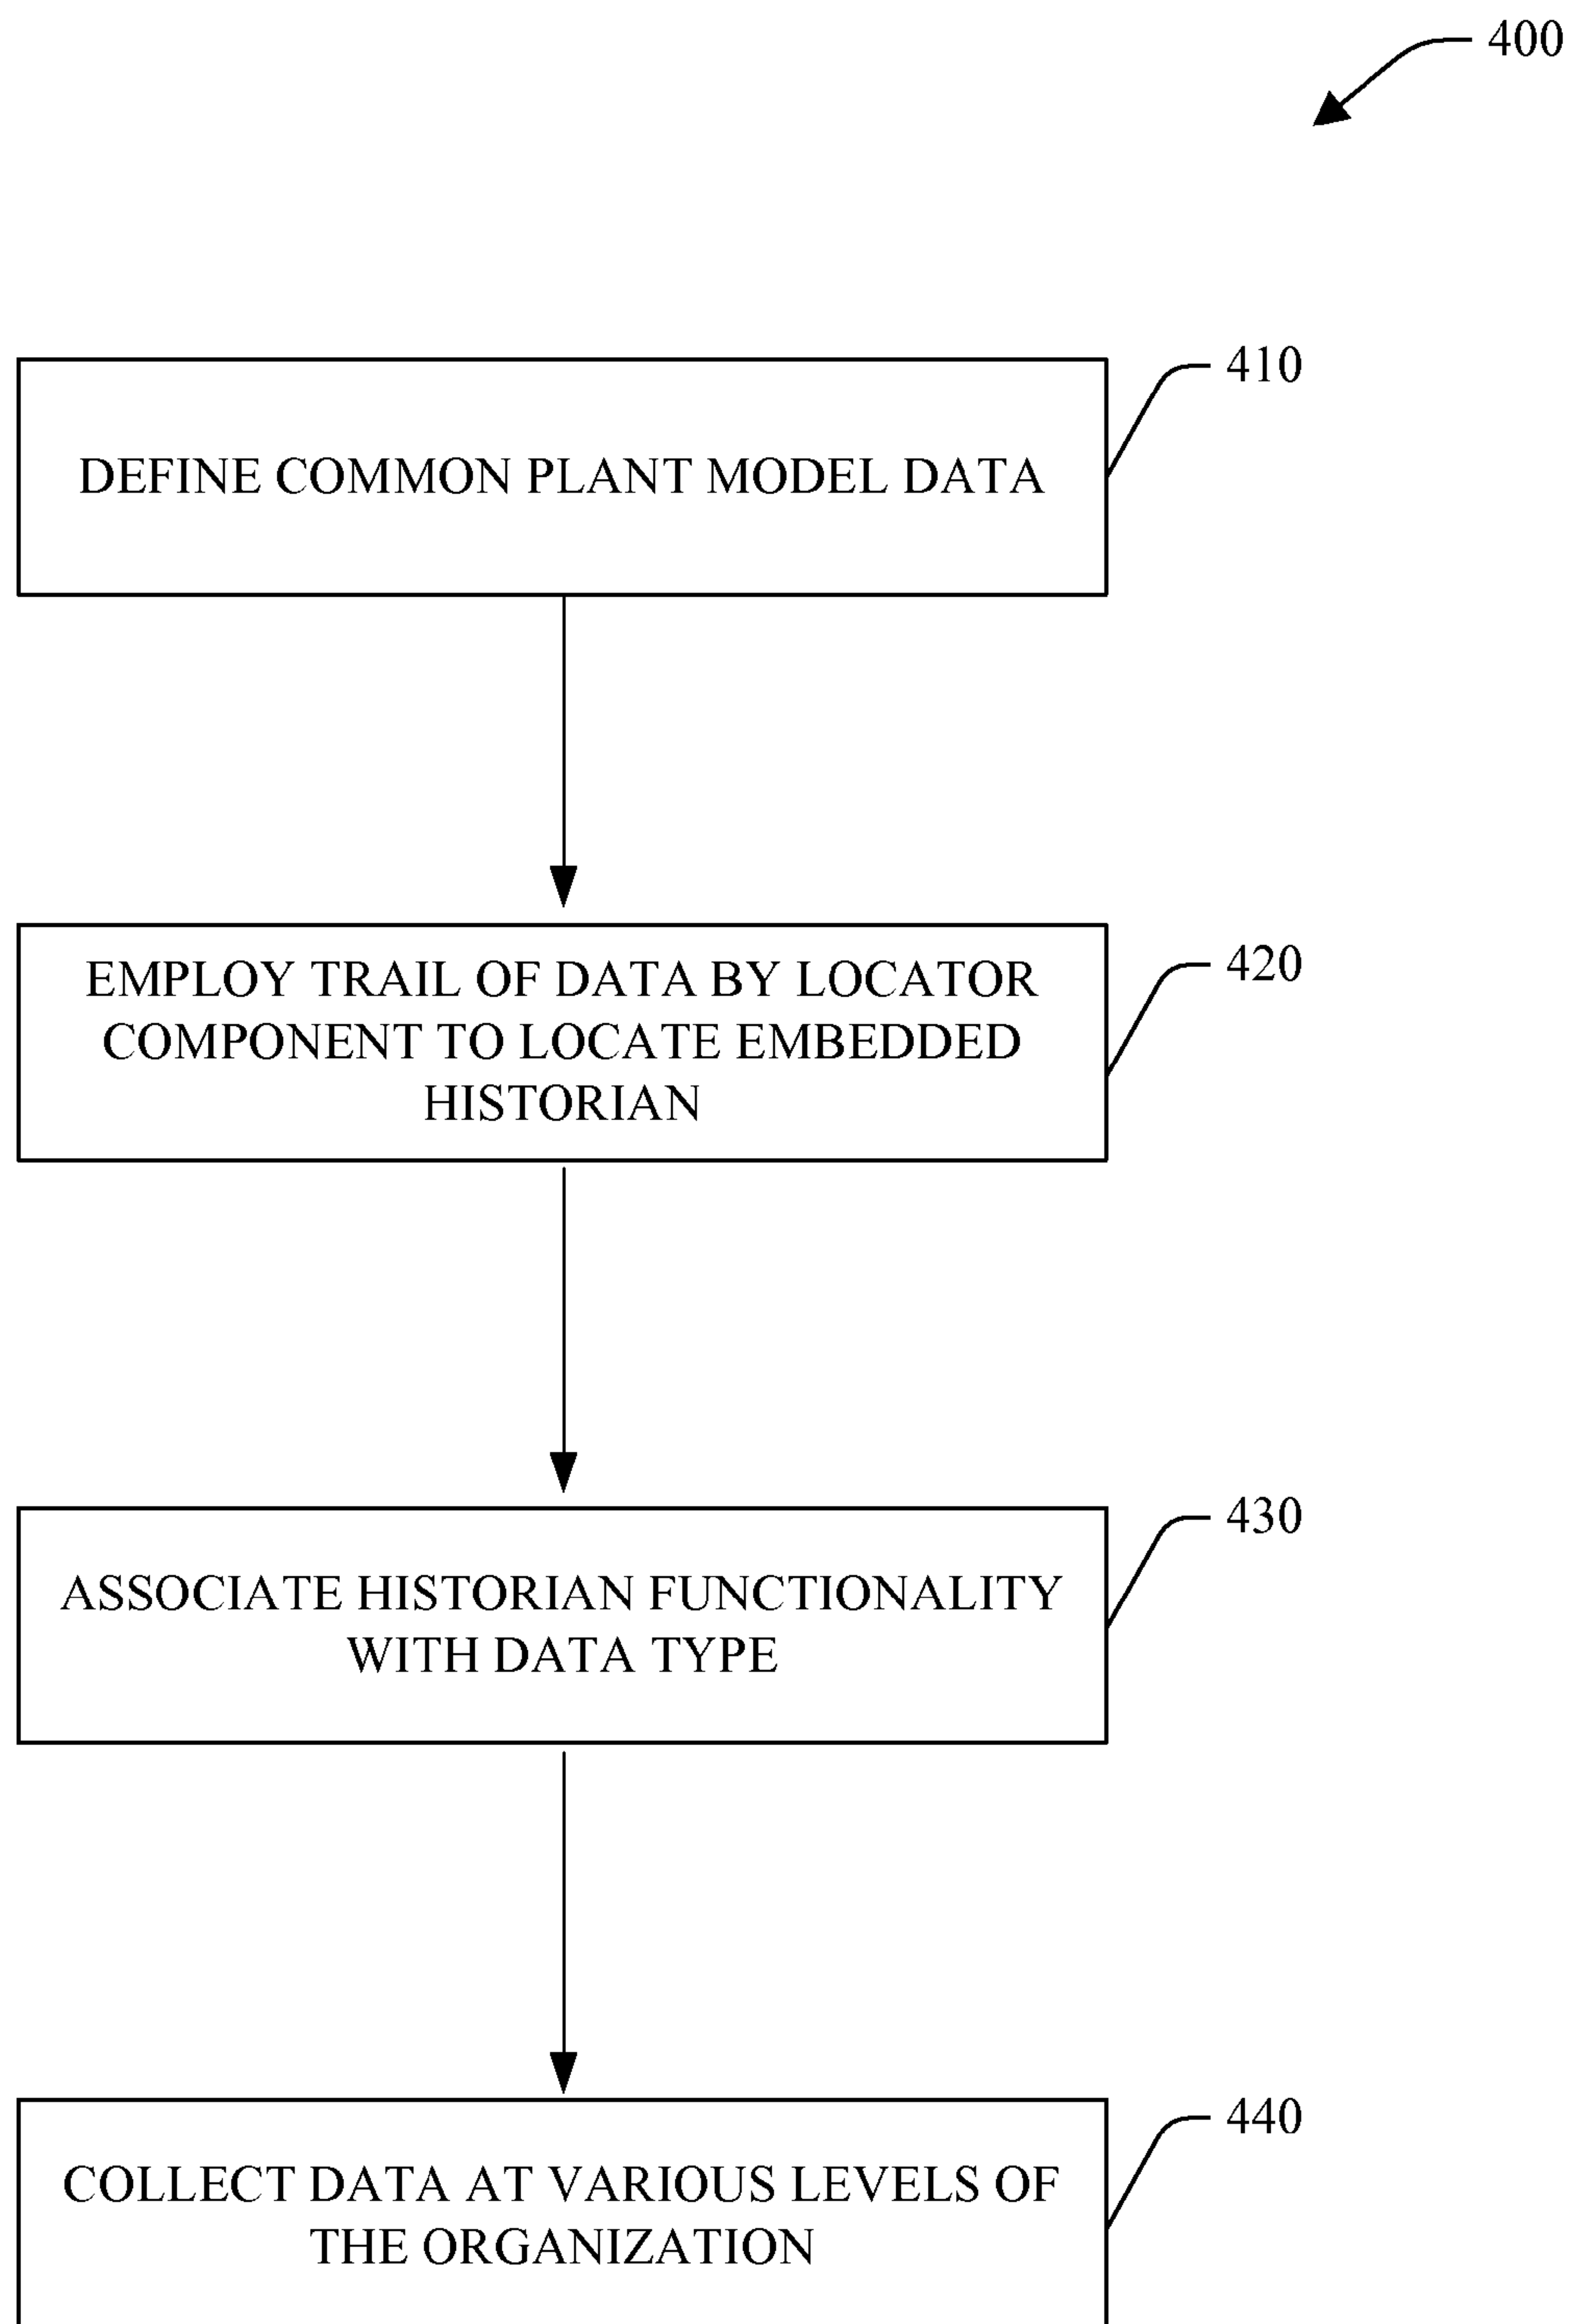 400
410
DEFINE COMMON PLANT MODEL DATA
420
EMPLOY TRAIL OF DATA BY LOCATOR
COMPONENT TO LOCATE EMBEDDED
HISTORIAN
430
ASSOCIATE HISTORIAN FUNCTIONALITY
WITH DATA TYPE
440
COLLECT DATA AT VARIOUS LEVELS OF
THE ORGANIZATION